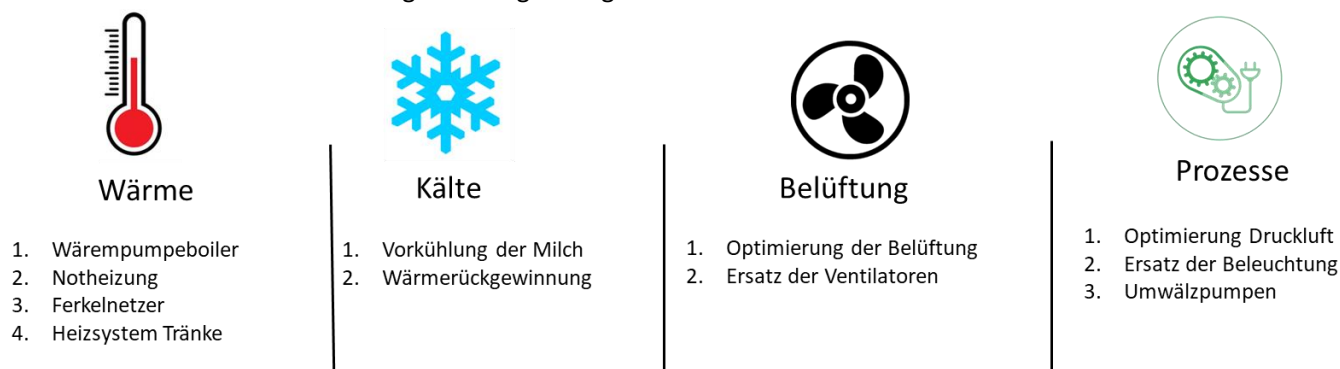 Wärme
1. Wärempumpeboiler
2. Notheizung
3. Ferkelnetzer
4. Heizsystem Tränke
Kälte
1. Vorkühlung der Milch
2. Wärmerückgewinnung
Belüftung
1. Optimierung der Belüftung
2. Ersatz der Ventilatoren
Prozesse
1. Optimierung Druckluft
2. Ersatz der Beleuchtung
3. Umwälzpumpen